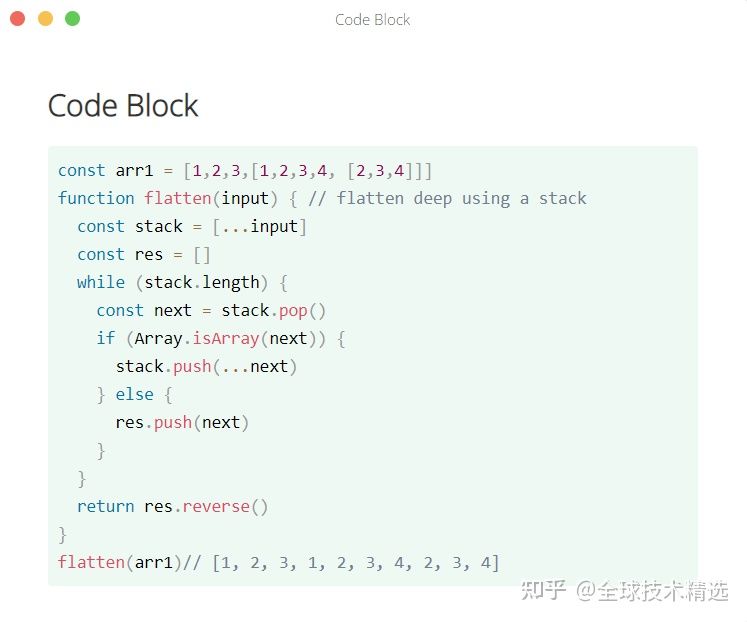 Code Block
Code Block
const arr1 = [1,2,3,[1,2,3,4, [2,3,4]]]
function flatten(input) { // flatten deep using a stack
  const stack = [...input]
  const res = []
  while (stack.length) {
    const next = stack.pop()
    if (Array.isArray(next)) {
      stack.push(...next)
    } else {
      res.push(next)
    }
  }
  return res.reverse()
}
flatten(arr1)// [1, 2, 3, 1, 2, 3, 4, 2, 3, 4]
知乎 @全球技术精选